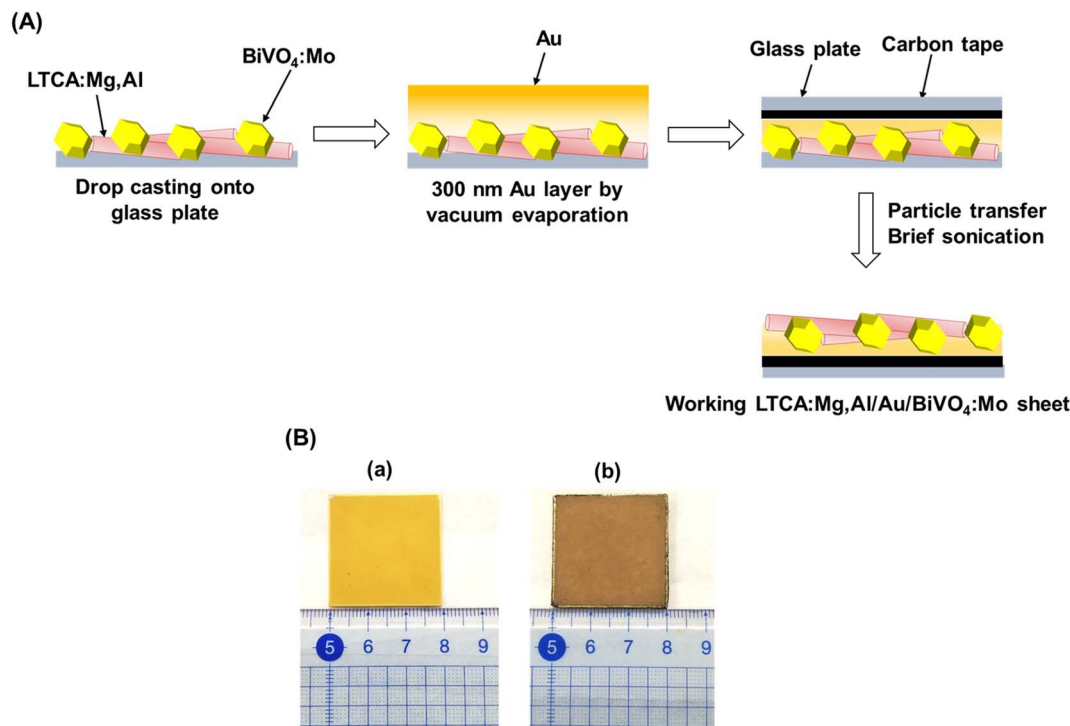 (A)
LTCA:Mg,Al
BiVO₄:Mo
Drop casting onto
glass plate
Au
300 nm Au layer by
vacuum evaporation
Glass plate
Carbon tape
Particle transfer
Brief sonication
Working LTCA:Mg,Al/Au/BiVO₄:Mo sheet
(B)
(a)
5 6 7 8 9
(b)
5 6 7 8 9